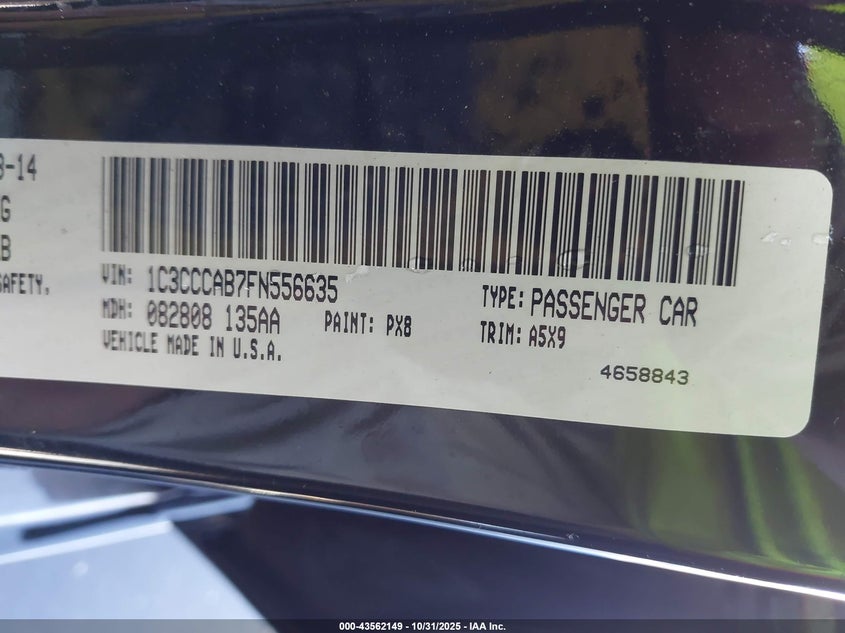 8-14
G
B
SAFETY,
VIN: 1C3CCCAB7FN556635
TYPE: PASSENGER CAR
MDH: 082808 135AA
PAINT: PX8
TRIM: A5X9
VEHICLE MADE IN U.S.A.
4658843
000-43562149 - 10/31/2025 - IAA Inc.